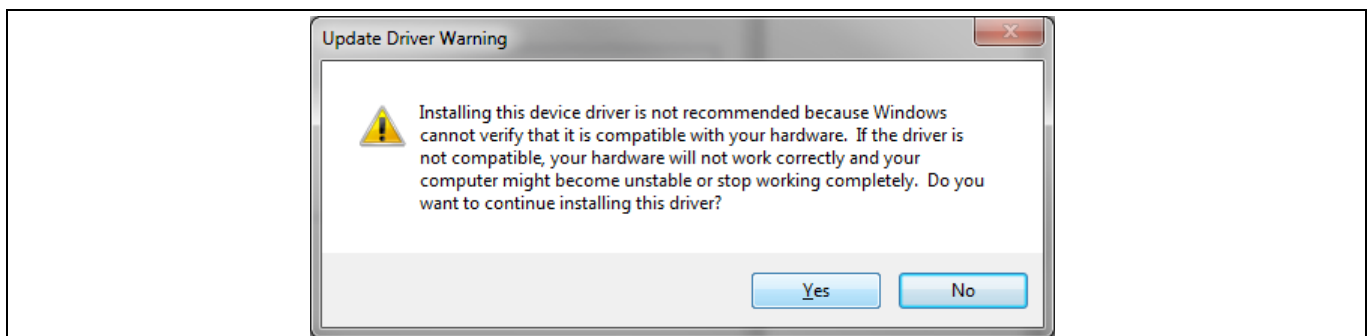 Update Driver Warning
Installing this device driver is not recommended because Windows
cannot verify that it is compatible with your hardware.  If the driver is
not compatible, your hardware will not work correctly and your
computer might become unstable or stop working completely.  Do you
want to continue installing this driver?
Yes
No